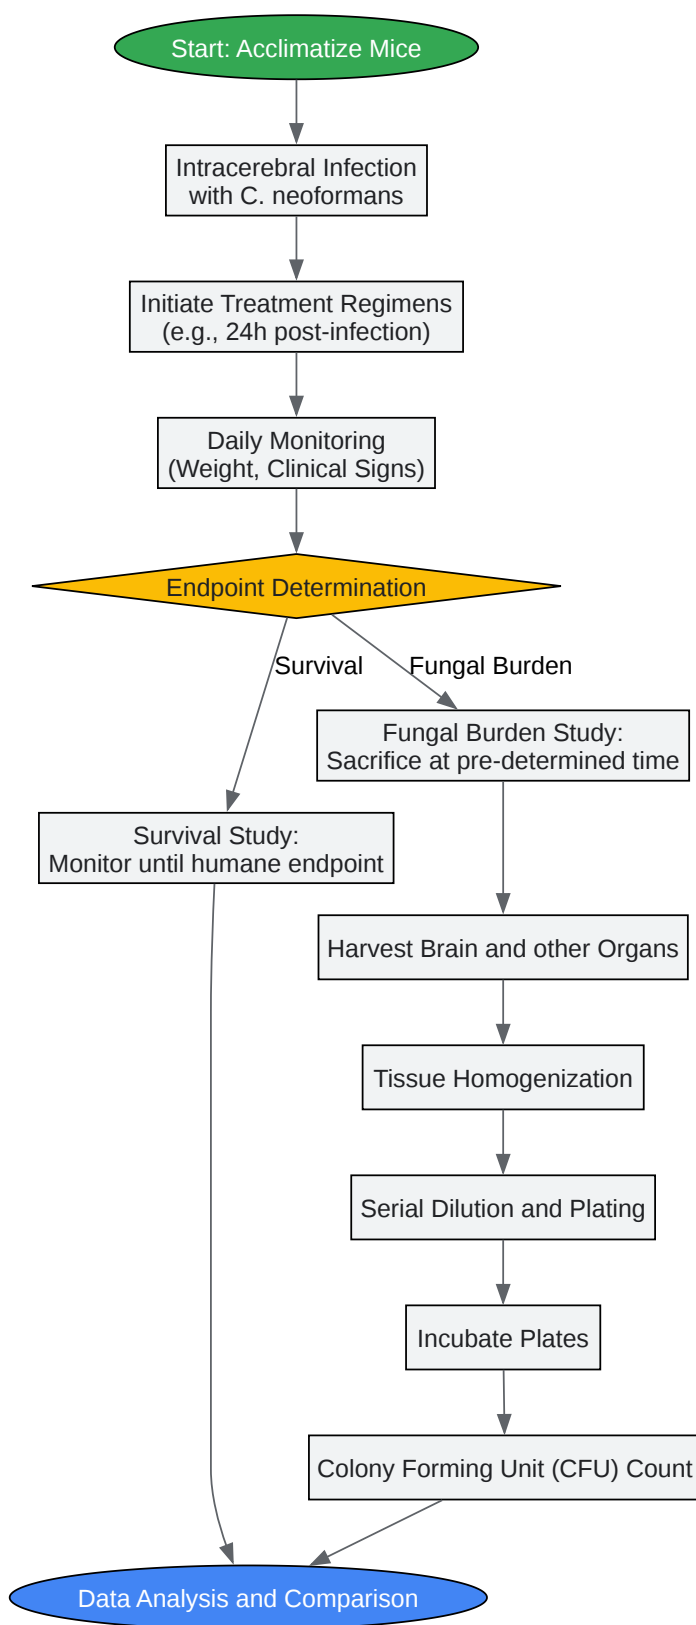 Start: Acclimatize Mice
Intracerebral Infection
with C. neoformans
Initiate Treatment Regimens
(e.g., 24h post-infection)
Daily Monitoring
(Weight, Clinical Signs)
Endpoint Determination
Survival
Fungal Burden
Fungal Burden Study:
Sacrifice at pre-determined time
Survival Study:
Monitor until humane endpoint
Harvest Brain and other Organs
Tissue Homogenization
Serial Dilution and Plating
Incubate Plates
Colony Forming Unit (CFU) Count
Data Analysis and Comparison